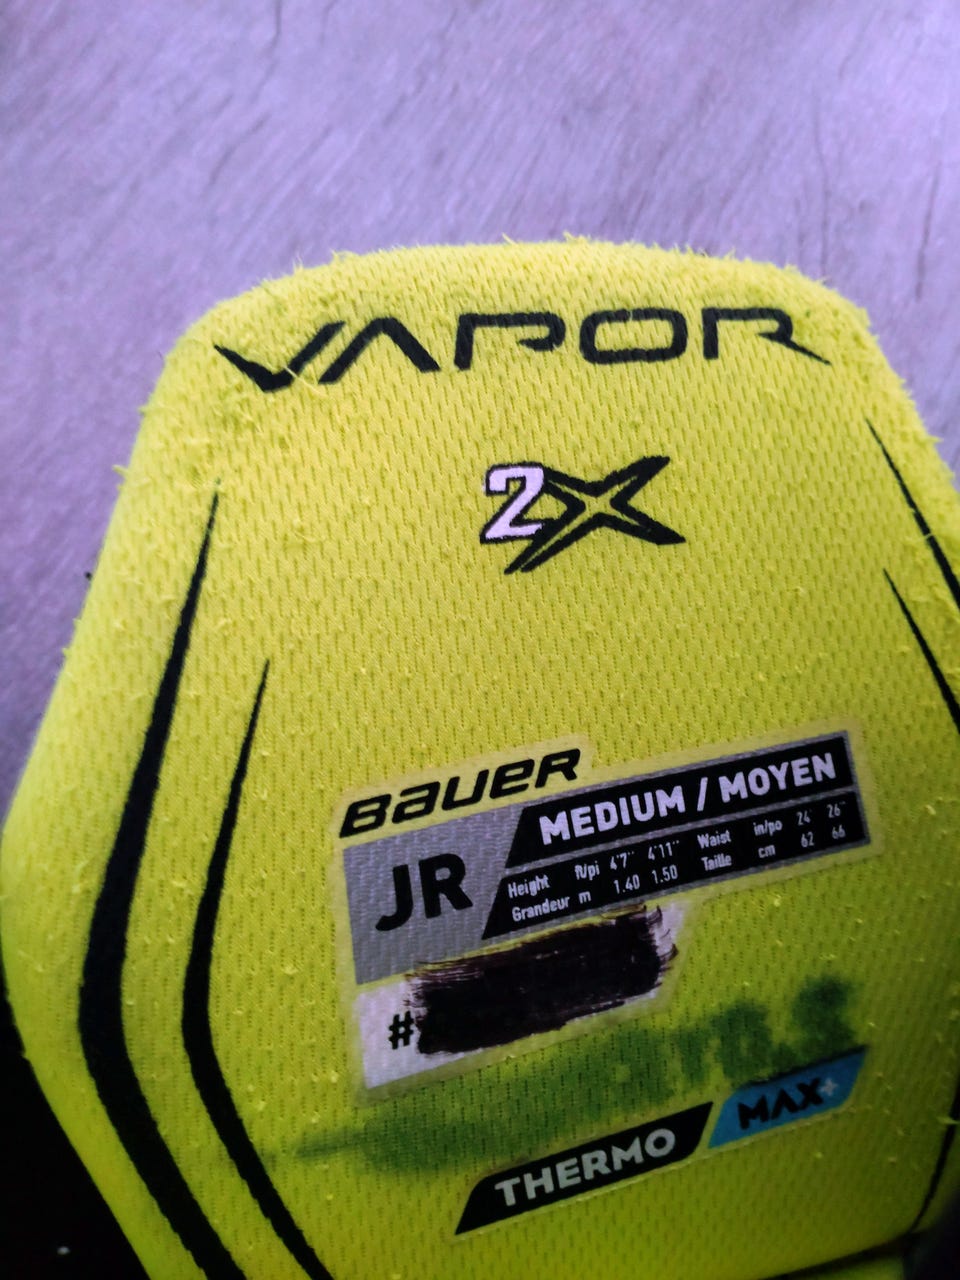 VAPOR
2X
BAUER
JR
MEDIUM / MOYEN
Height ft/pi 4'7'' 4'11'' Waist in/po 24'' 26''
Grandeur m 1.40 1.50 Taille cm 62 66
#
THERMO MAX+